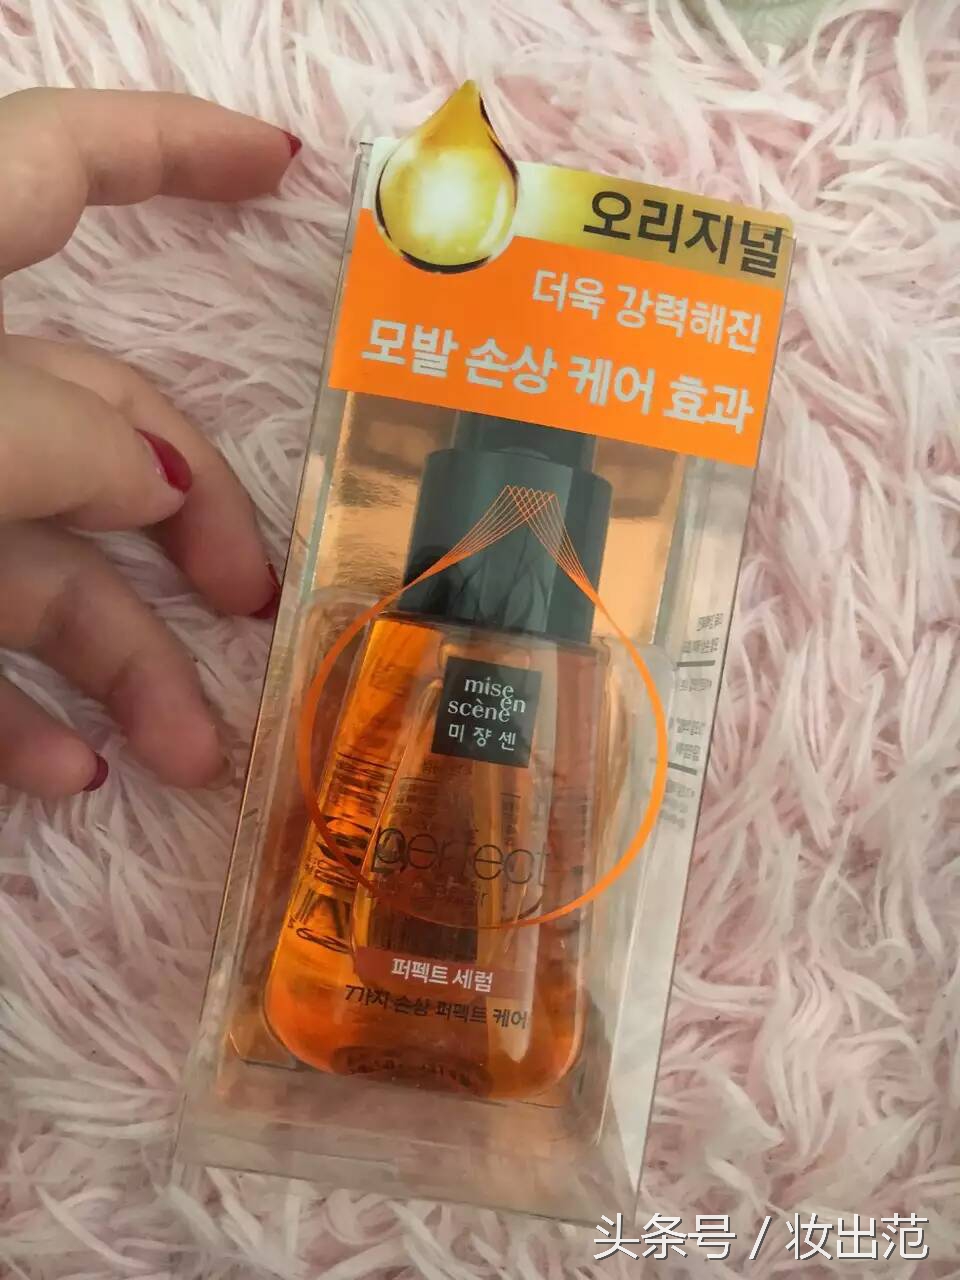 오리지널
더욱 강력해진
모발 손상 케어 효과
mise
en
scène
미쟝센
perfect
퍼펙트 세럼
7가지 손상 퍼펙트 케어
头条号 / 妆出范